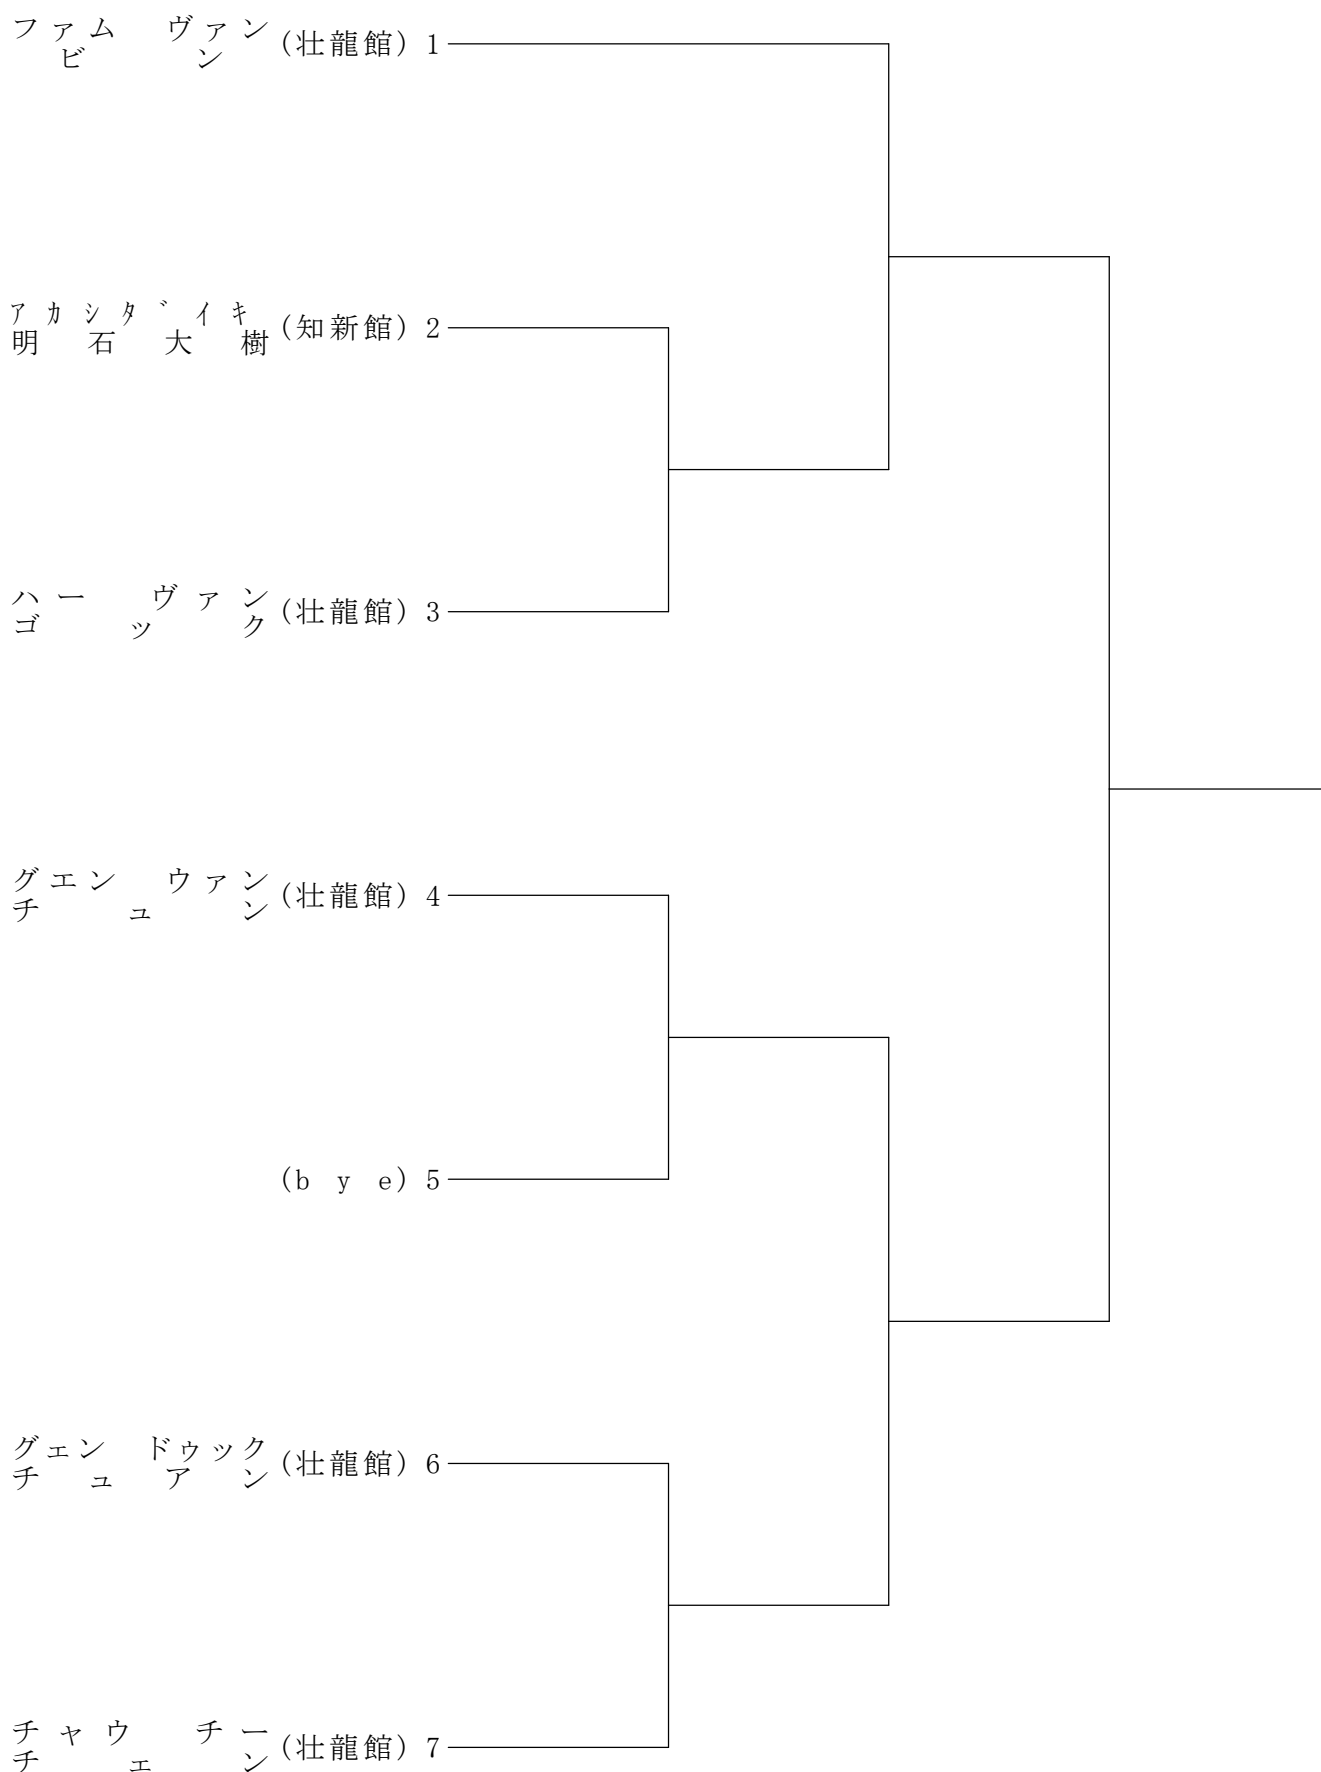 ファム ヴァン
ビン
(壮龍館) 1
ｱｶｼﾀﾞｲｷ
明石大樹
(知新館) 2
ハー ヴァン
ゴック
(壮龍館) 3
グエン ウァン
チュン
(壮龍館) 4
(bye) 5
グェン ドゥック
チュアン
(壮龍館) 6
チャウ チー
チェン
(壮龍館) 7